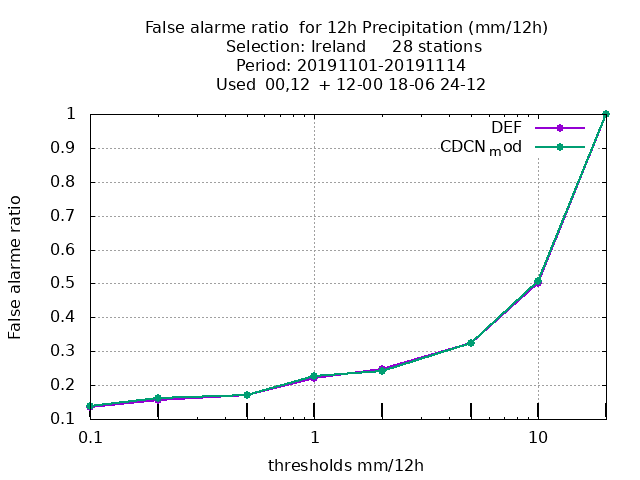 False alarme ratio  for 12h Precipitation (mm/12h)
Selection: Ireland     28 stations
Period: 20191101-20191114
Used  00,12  + 12-00 18-06 24-12
DEF
CDCNmod
1
0.9
0.8
0.7
0.6
0.5
0.4
0.3
0.2
0.1
False alarme ratio
0.1 1 10
thresholds mm/12h